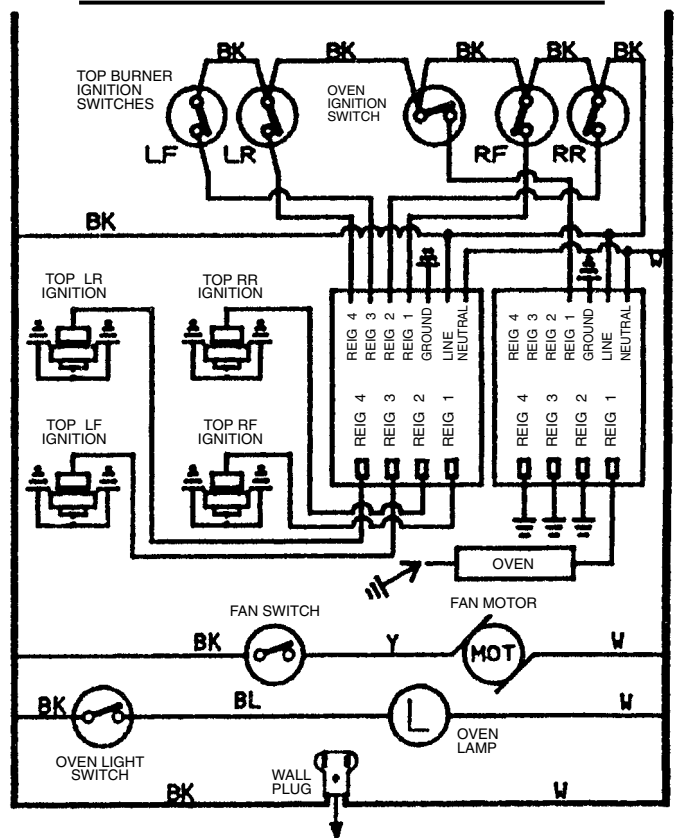 BK BK BK BK BK
TOP BURNER
IGNITION
SWITCHES
OVEN
IGNITION
SWITCH
LF LR RF RR
BK
W
TOP LR
IGNITION
TOP RR
IGNITION
REIG 4
REIG 3
REIG 2
REIG 1
GROUND
LINE
NEUTRAL
REIG 4
REIG 3
REIG 2
REIG 1
GROUND
LINE
NEUTRAL
TOP LF
IGNITION
TOP RF
IGNITION
REIG 4
REIG 3
REIG 2
REIG 1
REIG 4
REIG 3
REIG 2
REIG 1
OVEN
FAN SWITCH
FAN MOTOR
BK Y MOT W
BK BL L W
OVEN LIGHT
SWITCH
OVEN
LAMP
WALL
PLUG
BK W